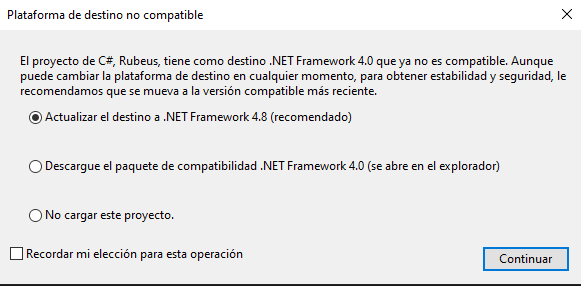 Plataforma de destino no compatible
El proyecto de C#, Rubeus, tiene como destino .NET Framework 4.0 que ya no es compatible. Aunque
puede cambiar la plataforma de destino en cualquier momento, para obtener estabilidad y seguridad, le
recomendamos que se mueva a la versión compatible más reciente.
Actualizar el destino a .NET Framework 4.8 (recomendado)
Descargue el paquete de compatibilidad .NET Framework 4.0 (se abre en el explorador)
No cargar este proyecto.
Recordar mi elección para esta operación
Continuar